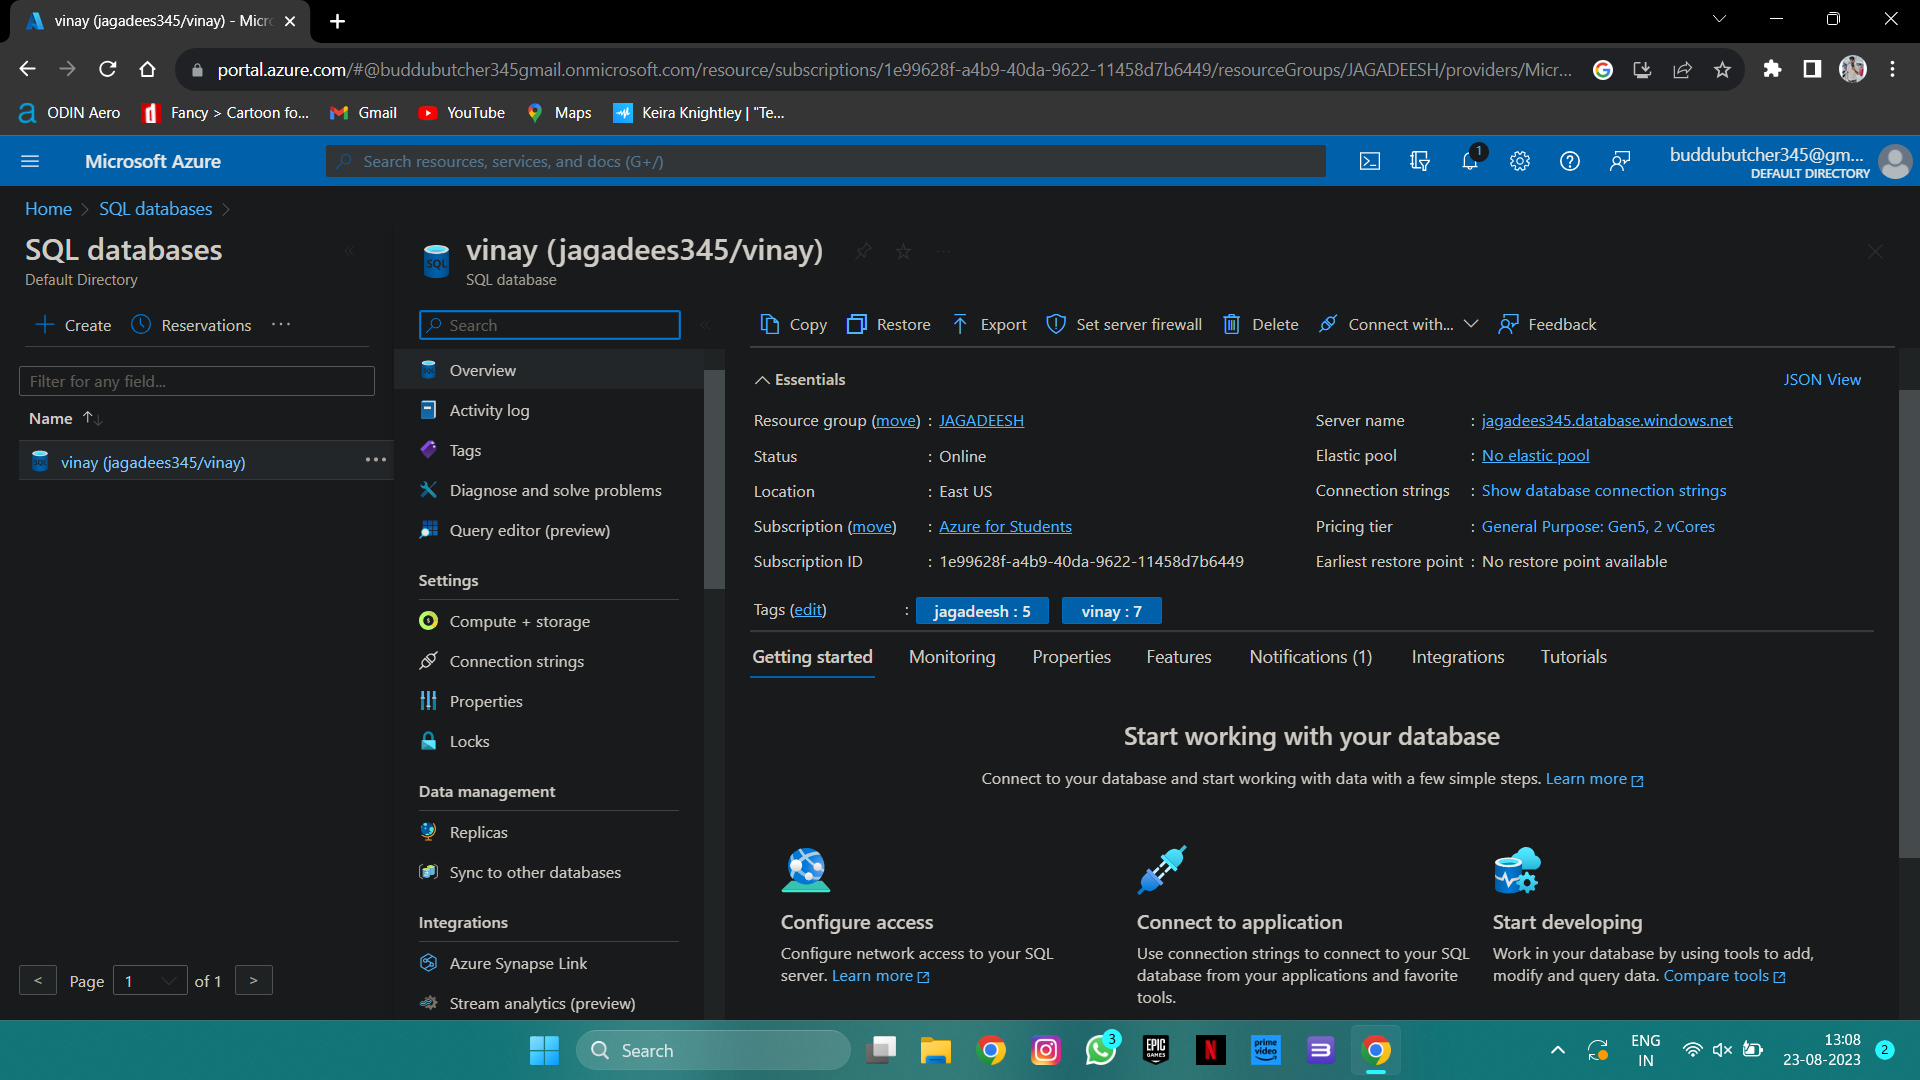 vinay (jagadees345/vinay) - Micr
portal.azure.com/#@buddubutcher345gmail.onmicrosoft.com/resource/subscriptions/1e99628f-a4b9-40da-9622-11458d7b6449/resourceGroups/JAGADEESH/providers/Micr...
ODIN Aero
Fancy > Cartoon fo...
Gmail
YouTube
Maps
Keira Knightley | "Te...
Microsoft Azure
Search resources, services, and docs (G+/)
1
buddubutcher345@gm...
DEFAULT DIRECTORY
Home > SQL databases >
SQL databases
Default Directory
Create
Reservations
...
Filter for any field...
Name
vinay (jagadees345/vinay)
...
< Page 1 of 1 >
vinay (jagadees345/vinay)
SQL database
Search
Overview
Activity log
Tags
Diagnose and solve problems
Query editor (preview)
Settings
Compute + storage
Connection strings
Properties
Locks
Data management
Replicas
Sync to other databases
Integrations
Azure Synapse Link
Stream analytics (preview)
Copy
Restore
Export
Set server firewall
Delete
Connect with...
Feedback
Essentials
JSON View
Resource group (move) : JAGADEESH
Status : Online
Location : East US
Subscription (move) : Azure for Students
Subscription ID : 1e99628f-a4b9-40da-9622-11458d7b6449
Server name : jagadees345.database.windows.net
Elastic pool : No elastic pool
Connection strings : Show database connection strings
Pricing tier : General Purpose: Gen5, 2 vCores
Earliest restore point : No restore point available
Tags (edit) : jagadeesh : 5 vinay : 7
Getting started
Monitoring
Properties
Features
Notifications (1)
Integrations
Tutorials
Start working with your database
Connect to your database and start working with data with a few simple steps. Learn more
Configure access
Configure network access to your SQL
server. Learn more
Connect to application
Use connection strings to connect to your SQL
database from your applications and favorite
tools.
Start developing
Work in your database by using tools to add,
modify and query data. Compare tools
Search
3
EPIC
GAMES
N
prime
video
ENG
IN
13:08
23-08-2023
2